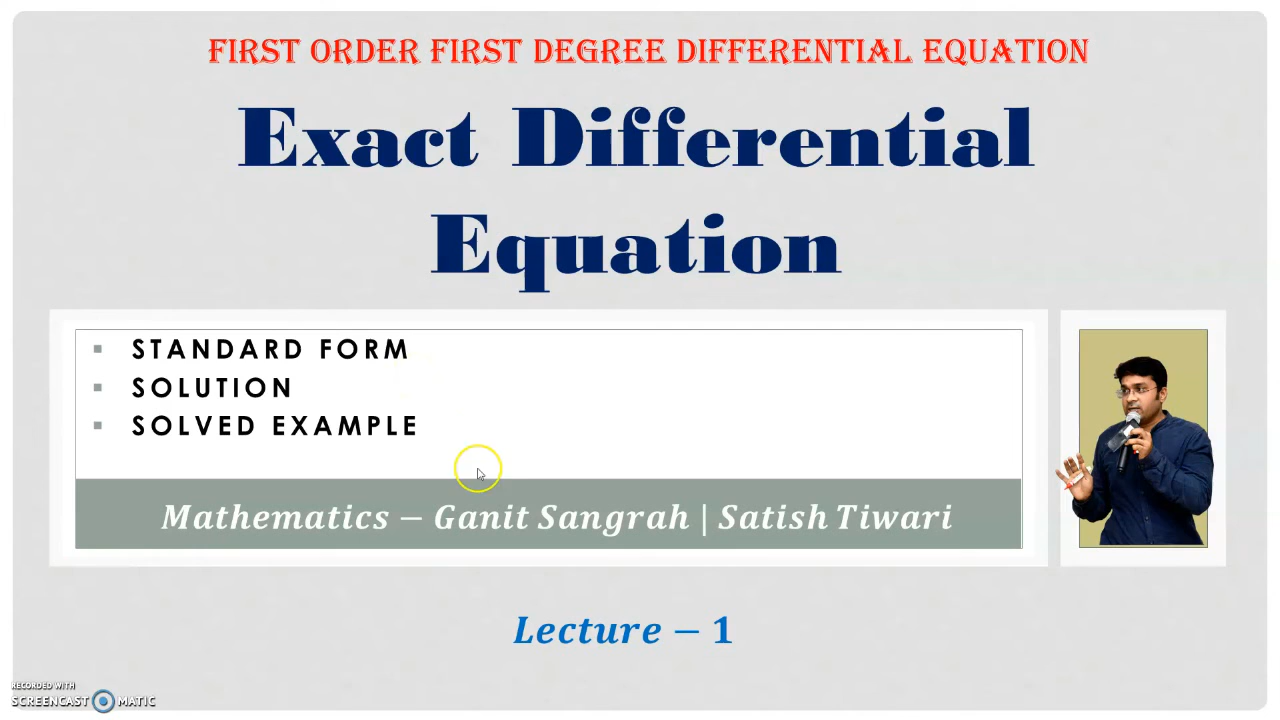 FIRST ORDER FIRST DEGREE DIFFERENTIAL EQUATION
Exact Differential
Equation
▪ STANDARD FORM
▪ SOLUTION
▪ SOLVED EXAMPLE
Mathematics – Ganit Sangrah | Satish Tiwari
Lecture – 1
RECORDED WITH
SCREENCAST MATIC